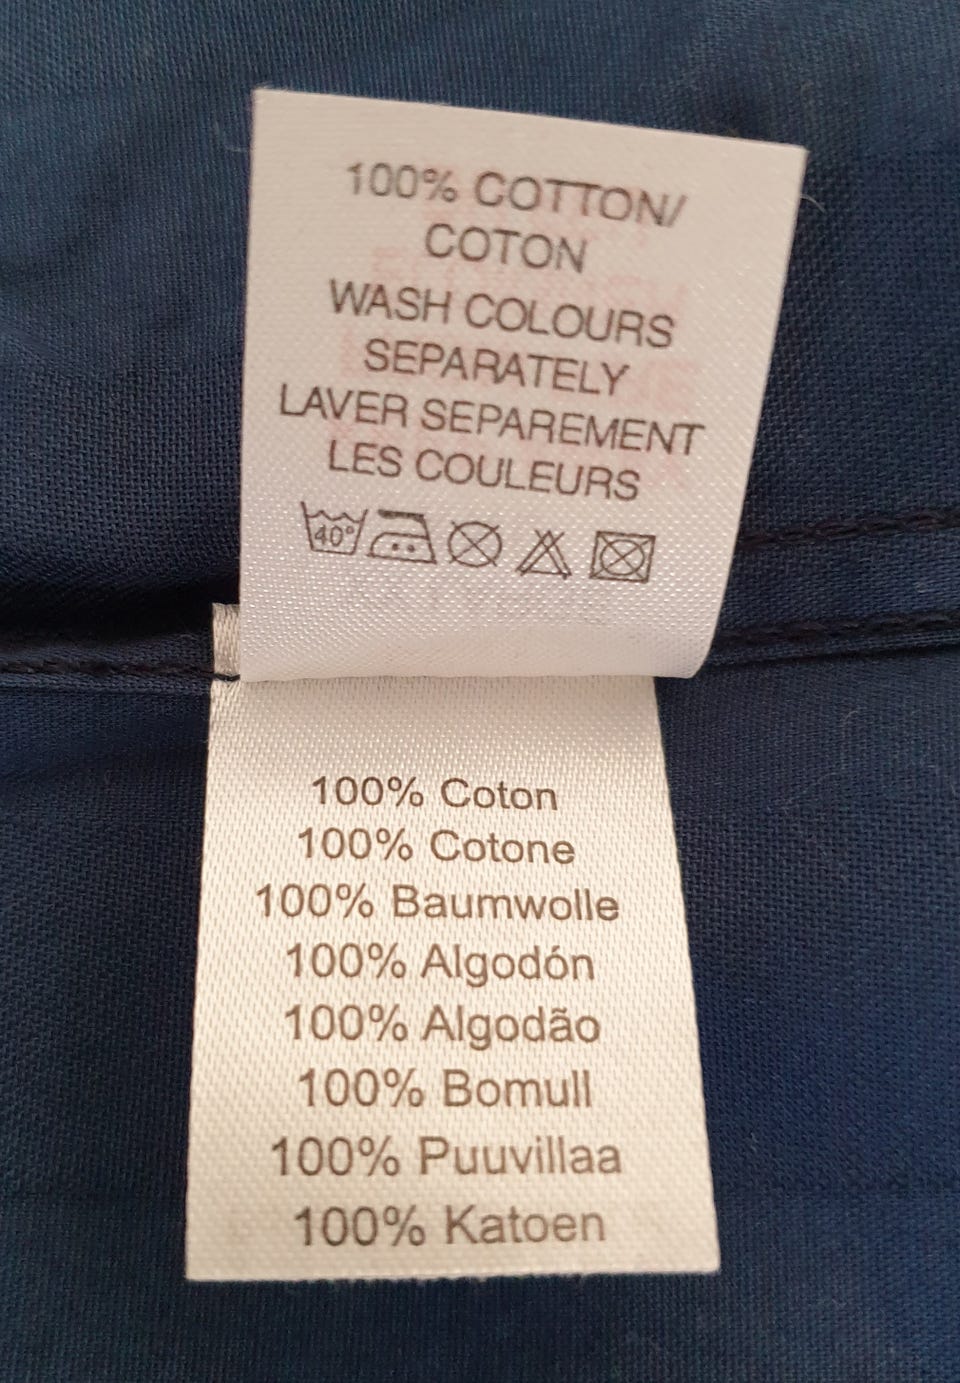 100% COTTON/
COTON
WASH COLOURS
SEPARATELY
LAVER SEPAREMENT
LES COULEURS
40°
100% Coton
100% Cotone
100% Baumwolle
100% Algodón
100% Algodão
100% Bomull
100% Puuvillaa
100% Katoen